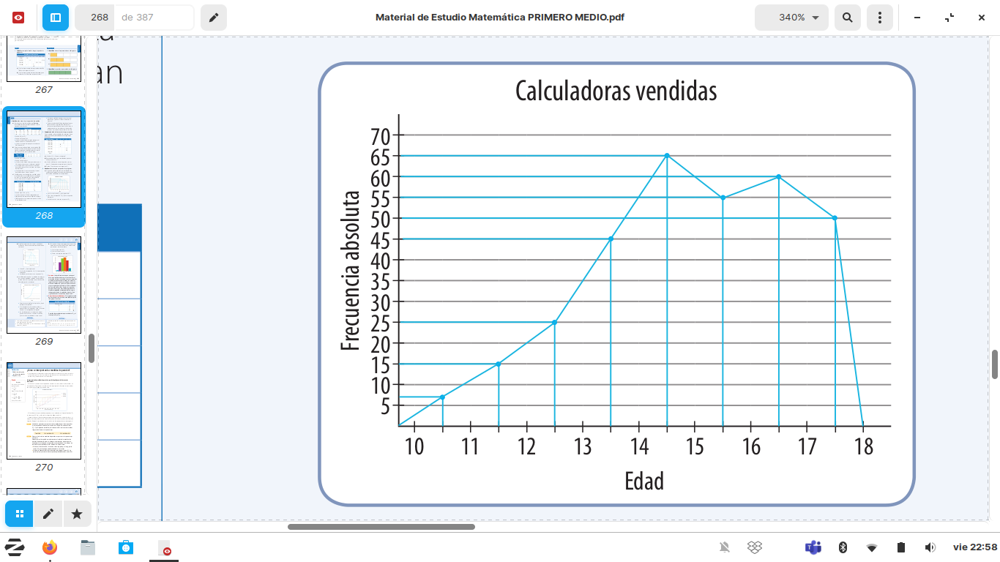 268 de 387
Material de Estudio Matemática PRIMERO MEDIO.pdf
340%
267
268
269
270
an
Calculadoras vendidas
Frecuencia absoluta
70
65
60
55
50
45
40
35
30
25
20
15
10
5
10 11 12 13 14 15 16 17 18
Edad
vie 22:58